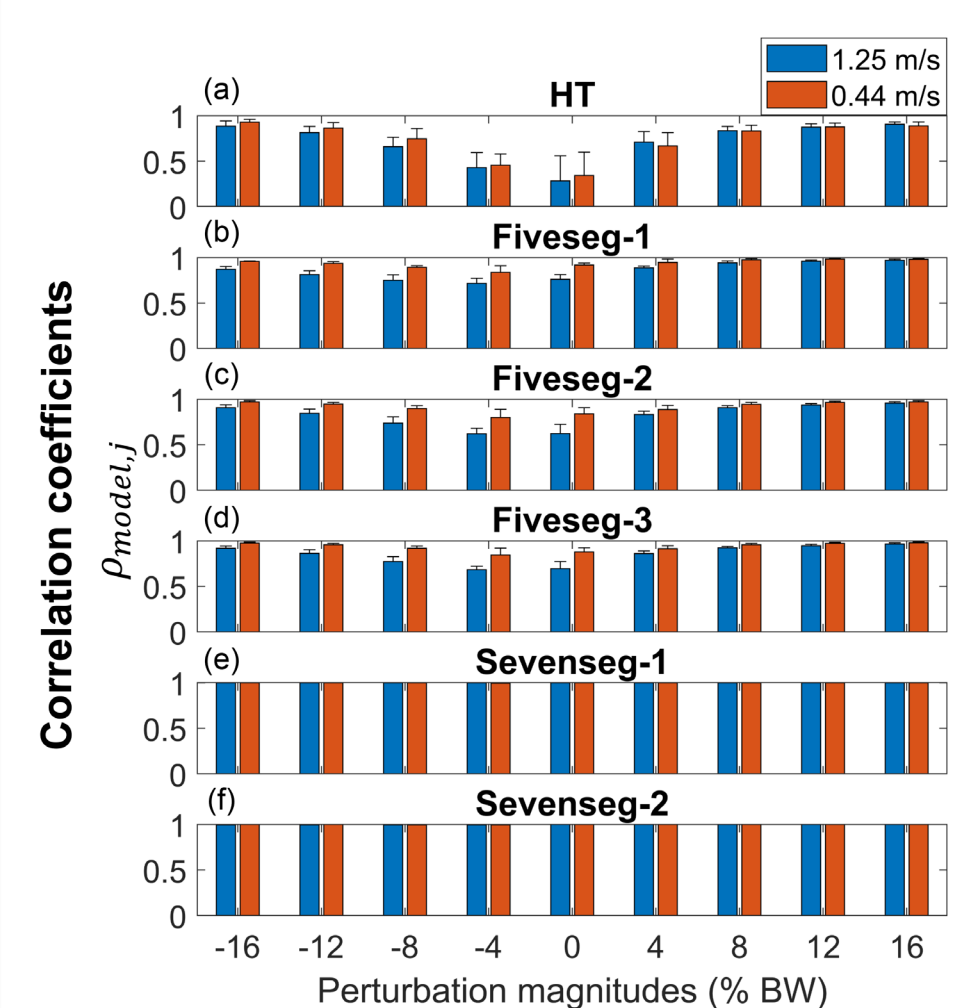 1.25 m/s
0.44 m/s
(a)
HT
1
0.5
0
(b)
Fiveseg-1
1
0.5
0
(c)
Fiveseg-2
1
0.5
0
(d)
Fiveseg-3
1
0.5
0
(e)
Sevenseg-1
1
0.5
0
(f)
Sevenseg-2
1
0.5
0
-16 -12 -8 -4 0 4 8 12 16
Perturbation magnitudes (% BW)
Correlation coefficients
ρmodel,j